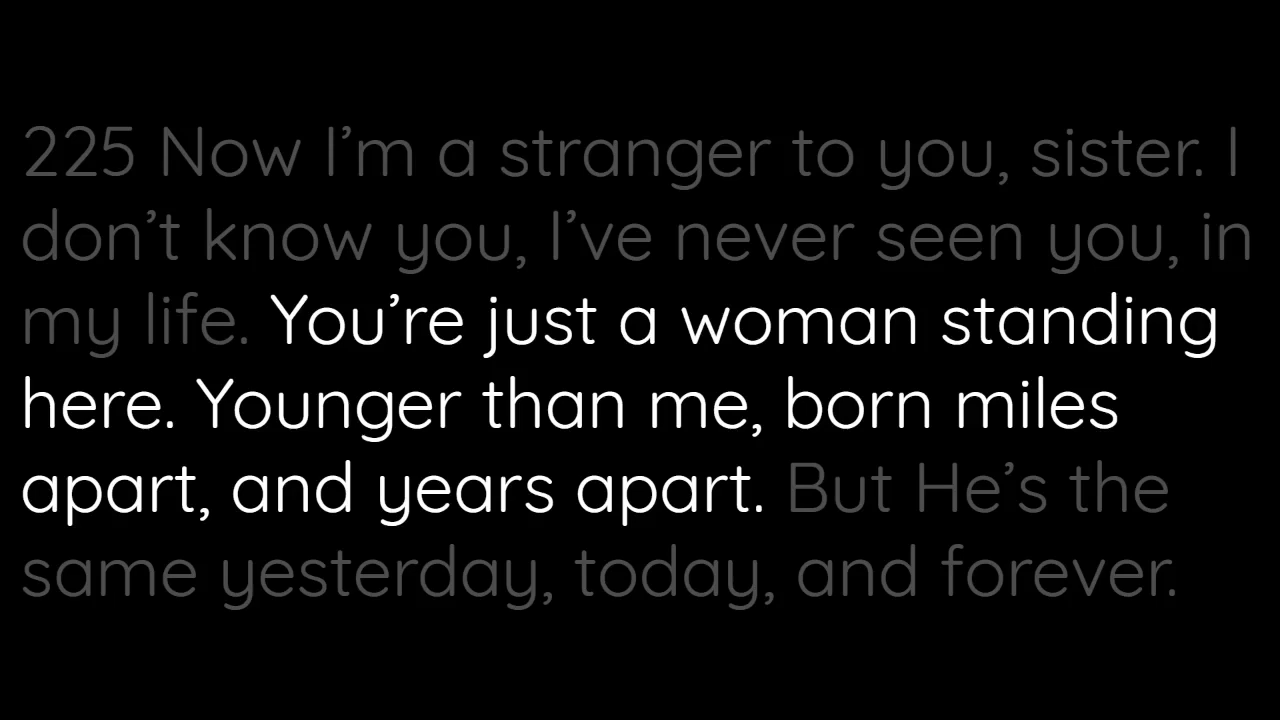 225 Now I’m a stranger to you, sister. I
don’t know you, I’ve never seen you, in
my life. You’re just a woman standing
here. Younger than me, born miles
apart, and years apart. But He’s the
same yesterday, today, and forever.